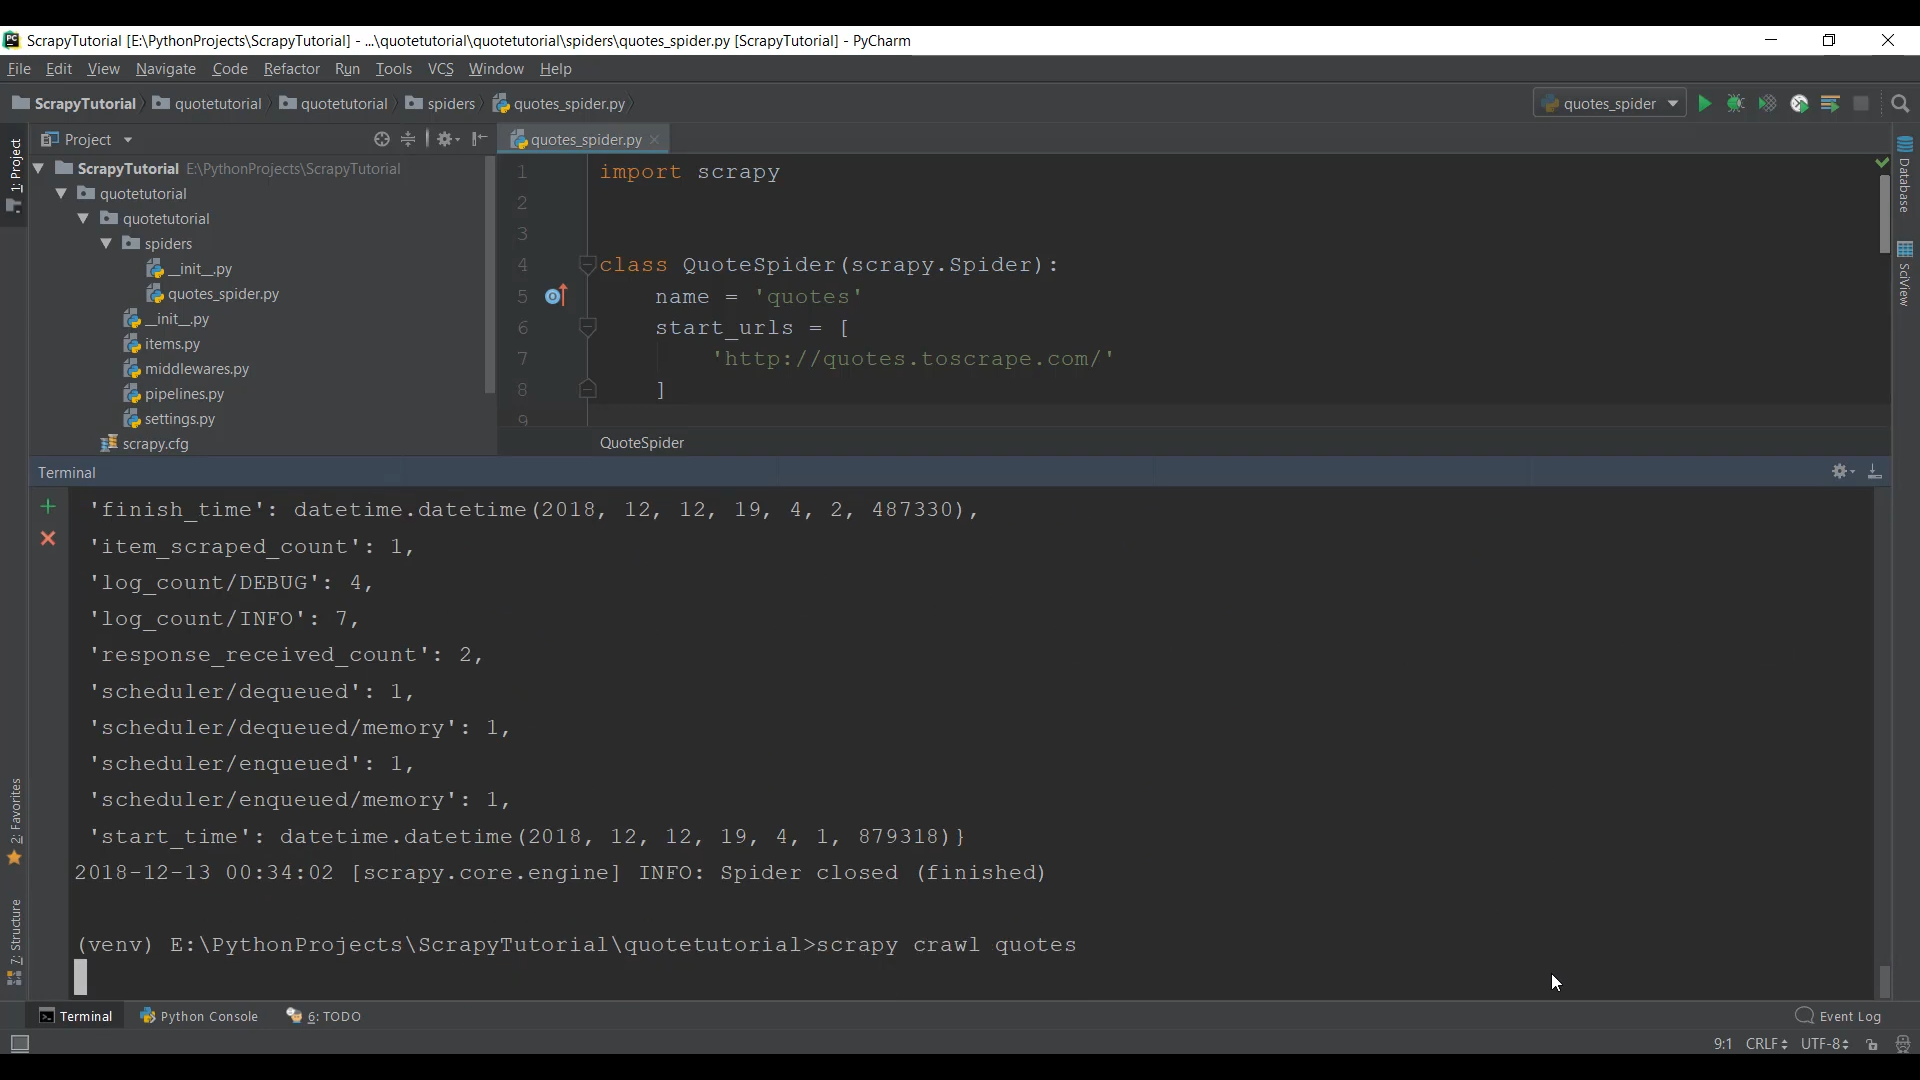 ScrapyTutorial [E:\PythonProjects\ScrapyTutorial] - ...\quotetutorial\quotetutorial\spiders\quotes_spider.py [ScrapyTutorial] - PyCharm
File Edit View Navigate Code Refactor Run Tools VCS Window Help
ScrapyTutorial quotetutorial quotetutorial spiders quotes_spider.py quotes_spider
1: Project
Project
quotes_spider.py
ScrapyTutorial E:\PythonProjects\ScrapyTutorial
quotetutorial
quotetutorial
spiders
__init__.py
quotes_spider.py
__init__.py
items.py
middlewares.py
pipelines.py
settings.py
scrapy.cfg
1 import scrapy
2
3
4 class QuoteSpider(scrapy.Spider):
5 name = 'quotes'
6 start_urls = [
7 'http://quotes.toscrape.com/'
8 ]
9
QuoteSpider
Database
SciView
Terminal
'finish_time': datetime.datetime(2018, 12, 12, 19, 4, 2, 487330),
'item_scraped_count': 1,
'log_count/DEBUG': 4,
'log_count/INFO': 7,
'response_received_count': 2,
'scheduler/dequeued': 1,
'scheduler/dequeued/memory': 1,
'scheduler/enqueued': 1,
'scheduler/enqueued/memory': 1,
'start_time': datetime.datetime(2018, 12, 12, 19, 4, 1, 879318)}
2018-12-13 00:34:02 [scrapy.core.engine] INFO: Spider closed (finished)
(venv) E:\PythonProjects\ScrapyTutorial\quotetutorial>scrapy crawl quotes
2: Favorites
7: Structure
Terminal Python Console 6: TODO Event Log
9:1 CRLF UTF-8